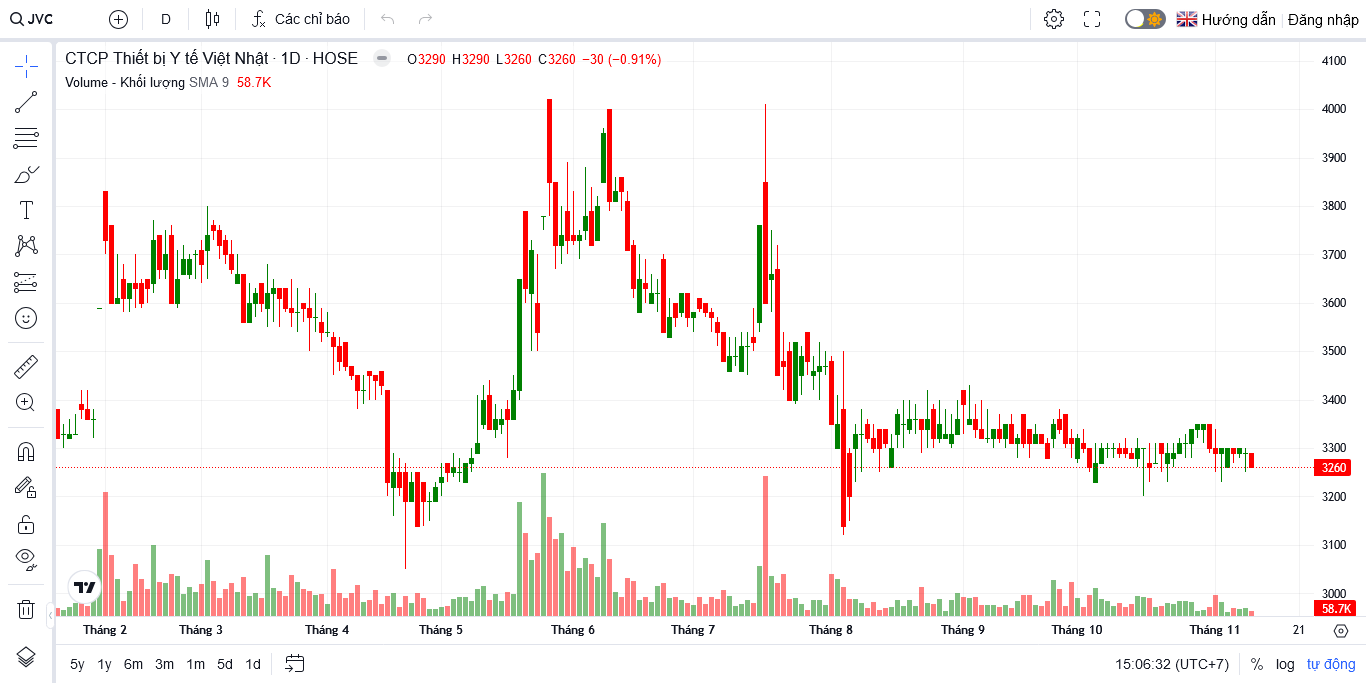 JVC D Các chỉ báo Hướng dẫn Đăng nhập
CTCP Thiết bị Y tế Việt Nhật · 1D · HOSE O3290 H3290 L3260 C3260 −30 (−0.91%)
Volume - Khối lượng SMA 9 58.7K
4100
4000
3900
3800
3700
3600
3500
3400
3300
3260
3200
3100
3000
58.7K
Tháng 2 Tháng 3 Tháng 4 Tháng 5 Tháng 6 Tháng 7 Tháng 8 Tháng 9 Tháng 10 Tháng 11 21
5y 1y 6m 3m 1m 5d 1d 15:06:32 (UTC+7) % log tự động